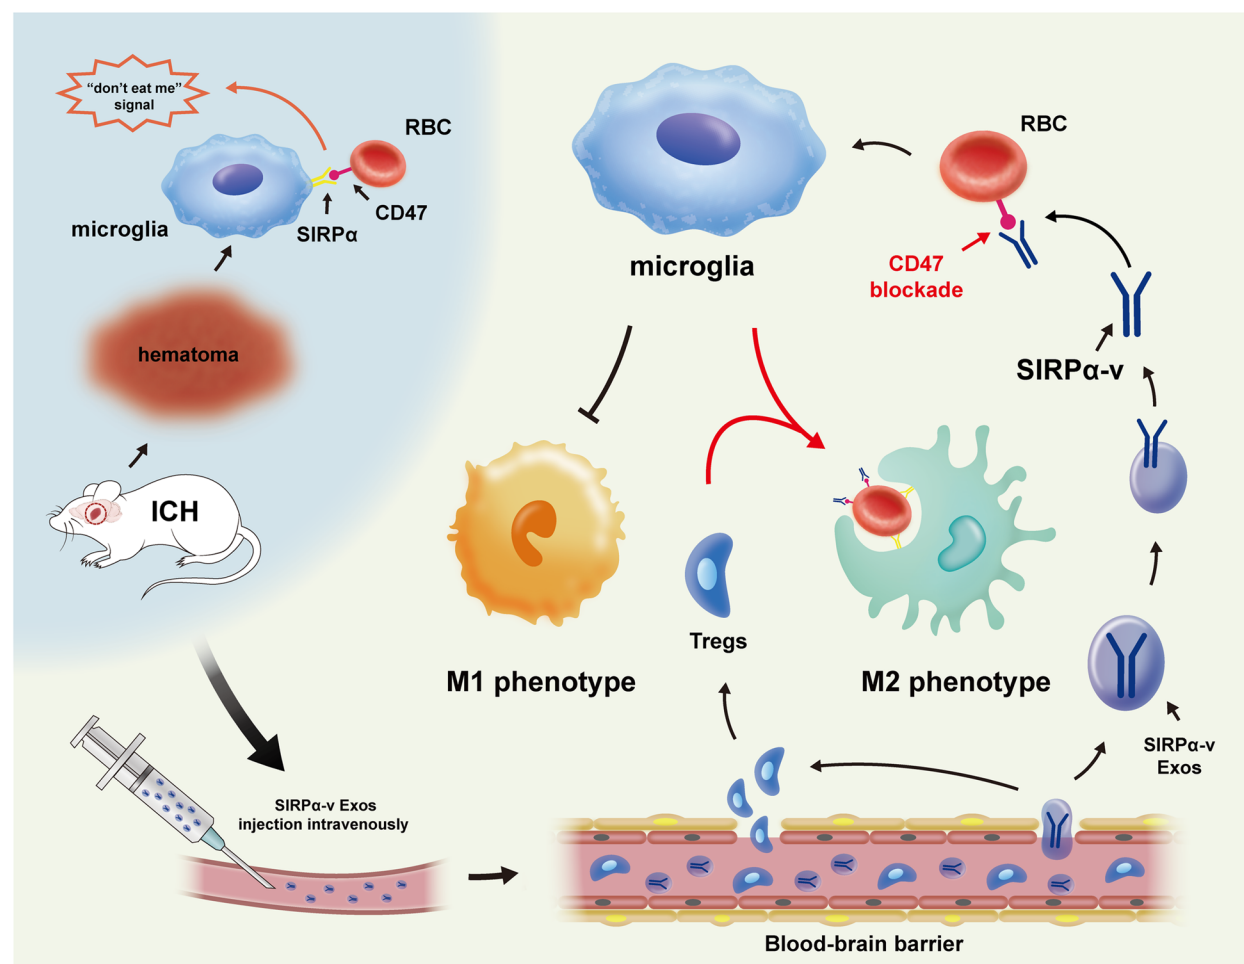 “don’t eat me”
signal
RBC
microglia
SIRPα
CD47
hematoma
ICH
SIRPα-v Exos
injection intravenously
microglia
RBC
CD47
blockade
SIRPα-v
M1 phenotype
Tregs
M2 phenotype
SIRPα-v
Exos
Blood-brain barrier